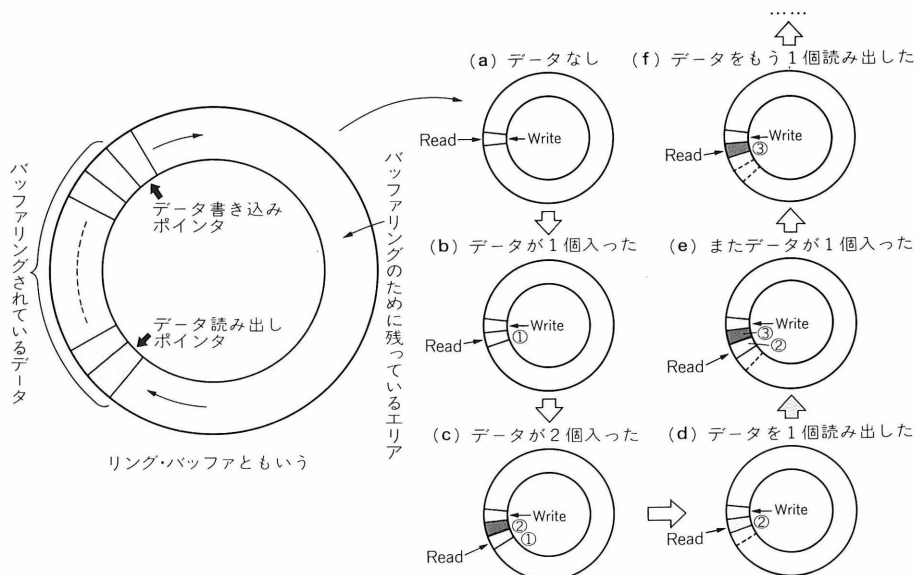 バッファリングされているデータ
データ書き込み
ポインタ
データ読み出し
ポインタ
バッファリングのために残っているエリア
リング・バッファともいう
(a) データなし
Read
Write
(b) データが1個入った
Write
①
Read
(c) データが2個入った
Write
②
①
Read
(d) データを1個読み出した
Write
②
Read
(e) またデータが1個入った
Write
③
②
Read
……
(f) データをもう1個読み出した
Write
③
Read